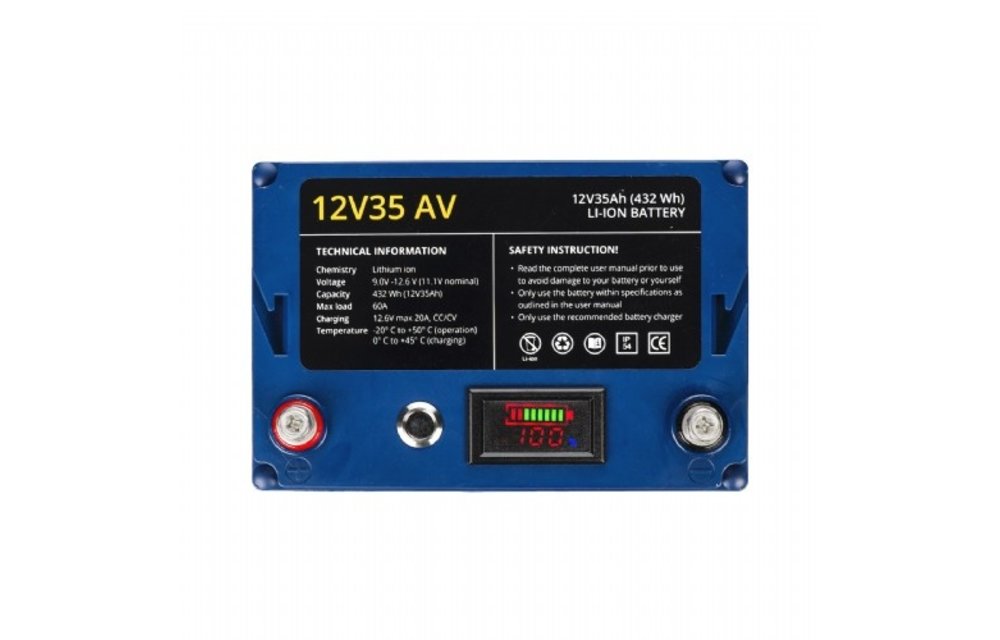 12V35 AV
12V35Ah (432 Wh)
LI-ION BATTERY
TECHNICAL INFORMATION
Chemistry Lithium ion
Voltage 9.0V -12.6 V (11.1V nominal)
Capacity 432 Wh (12V35Ah)
Max load 60A
Charging 12.6V max 20A, CC/CV
Temperature -20° C to +50° C (operation)
0° C to +45° C (charging)
SAFETY INSTRUCTION!
• Read the complete user manual prior to use
to avoid damage to your battery or yourself
• Only use the battery within specifications as
outlined in the user manual
• Only use the recommended battery charger
Li-ion
IP
54
CE
100
+
-